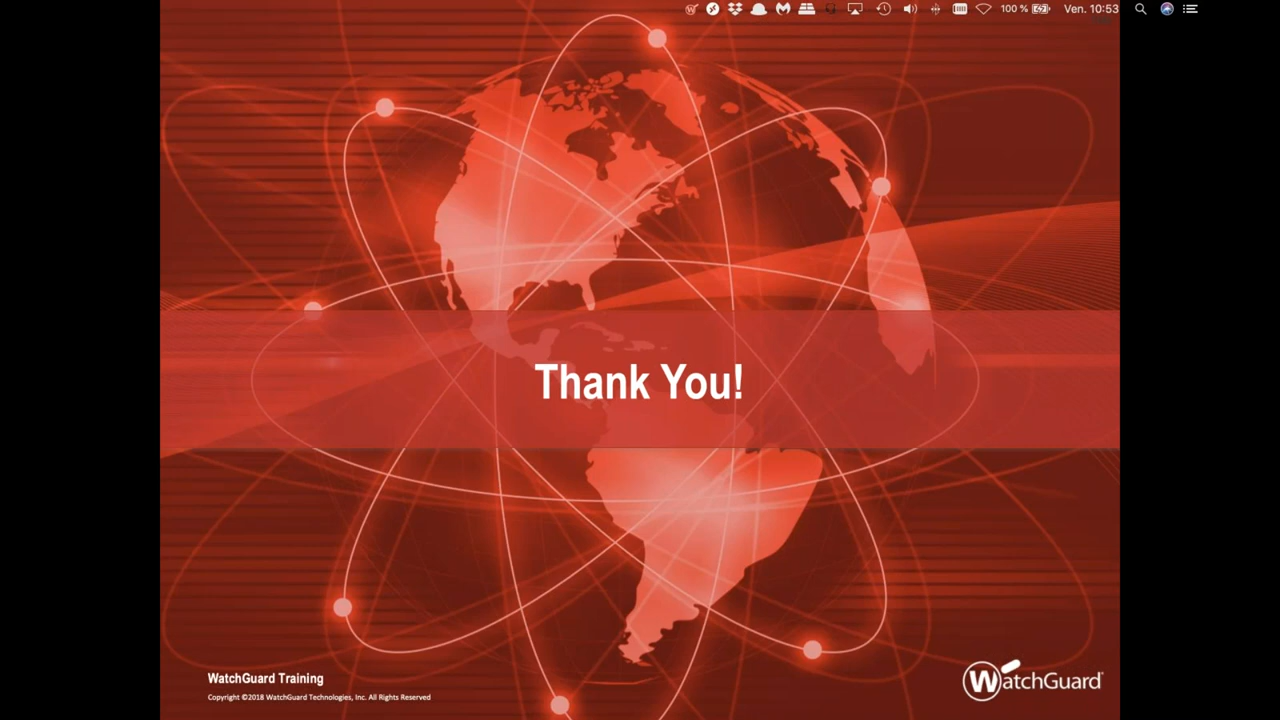 100 % Ven. 10:53
Thank You!
WatchGuard Training
Copyright ©2018 WatchGuard Technologies, Inc. All Rights Reserved
WatchGuard